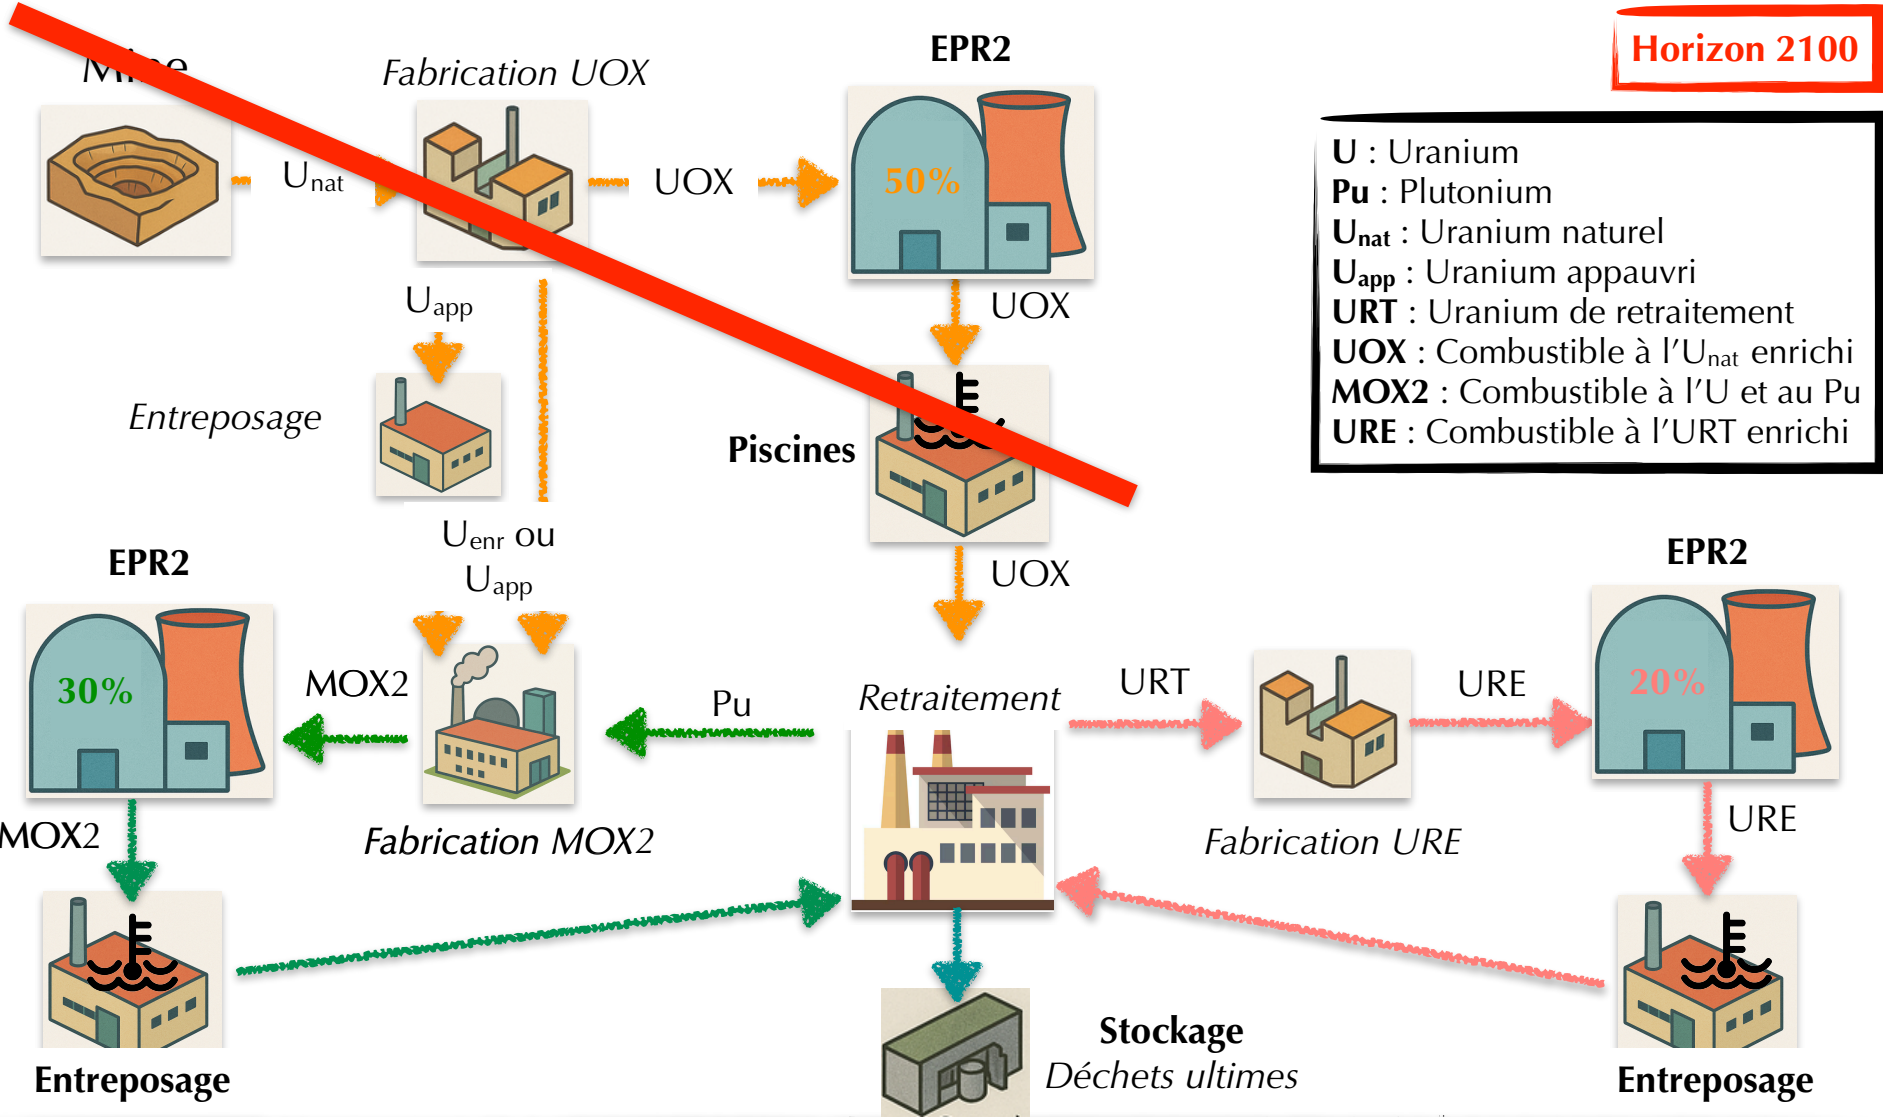 Horizon 2100
Mine
Fabrication UOX
EPR2
U : Uranium
Pu : Plutonium
Unat : Uranium naturel
Uapp : Uranium appauvri
URT : Uranium de retraitement
UOX : Combustible à l'Unat enrichi
MOX2 : Combustible à l'U et au Pu
URE : Combustible à l'URT enrichi
Unat
UOX
50%
Uapp
UOX
Entreposage
Piscines
Uenr ou
Uapp
UOX
EPR2
EPR2
30%
MOX2
Pu
Retraitement
URT
URE
20%
MOX2
Fabrication MOX2
Fabrication URE
URE
Entreposage
Stockage
Déchets ultimes
Entreposage